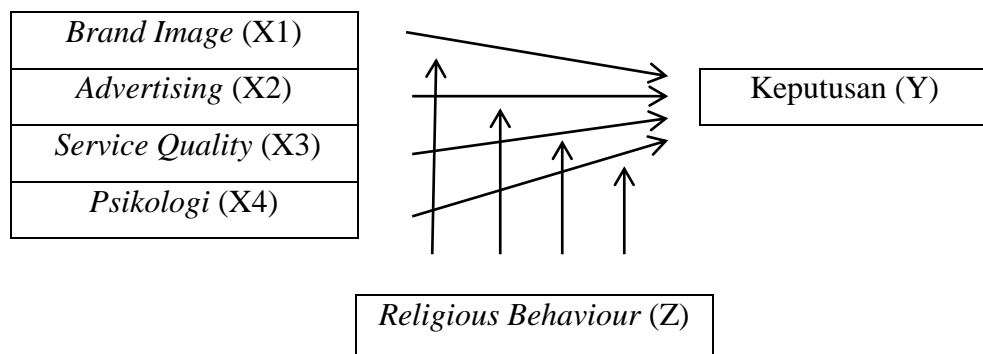 Brand Image (X1)
Advertising (X2)
Service Quality (X3)
Psikologi (X4)
Keputusan (Y)
Religious Behaviour (Z)